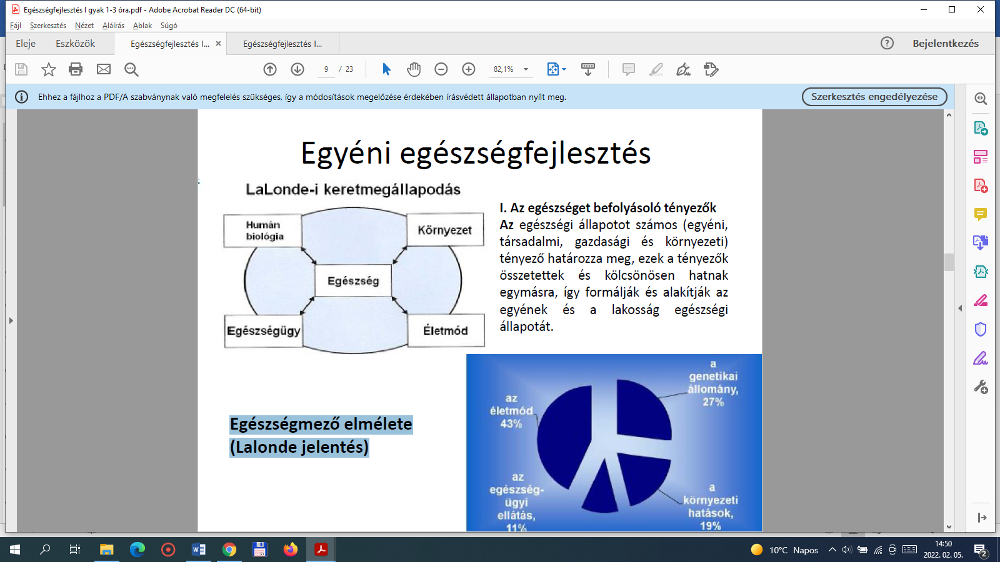 Egészségfejlesztés I gyak 1-3 óra.pdf - Adobe Acrobat Reader DC (64-bit)
Fájl Szerkesztés Nézet Aláírás Ablak Súgó
Eleje Eszközök Egészségfejlesztés I... × Egészségfejlesztés I... ? Bejelentkezés
9 / 23 82,1%
Ehhez a fájlhoz a PDF/A szabványnak való megfelelés szükséges, így a módosítások megelőzése érdekében írásvédett állapotban nyílt meg.
Szerkesztés engedélyezése
Egyéni egészségfejlesztés
LaLonde-i keretmegállapodás
Humán
biológia
Környezet
Egészség
Egészségügy
Életmód
I. Az egészséget befolyásoló tényezők
Az egészségi állapotot számos (egyéni,
társadalmi, gazdasági és környezeti)
tényező határozza meg, ezek a tényezők
összetettek és kölcsönösen hatnak
egymásra, így formálják és alakítják az
egyének és a lakosság egészségi
állapotát.
Egészségmező elmélete
(Lalonde jelentés)
a
genetikai
állomány,
27%
az
életmód
43%
az
egészség-
ügyi
ellátás,
11%
a
környezeti
hatások,
19%
10°C Napos
14:50
2022. 02. 05.
2